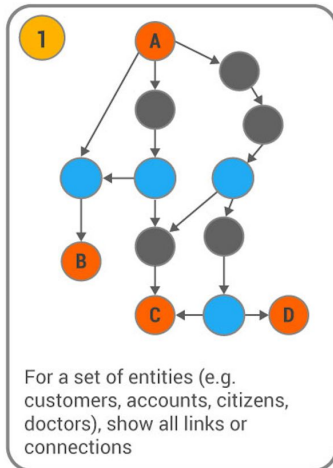 1
A
B
C
D
For a set of entities (e.g.
customers, accounts, citizens,
doctors), show all links or
connections